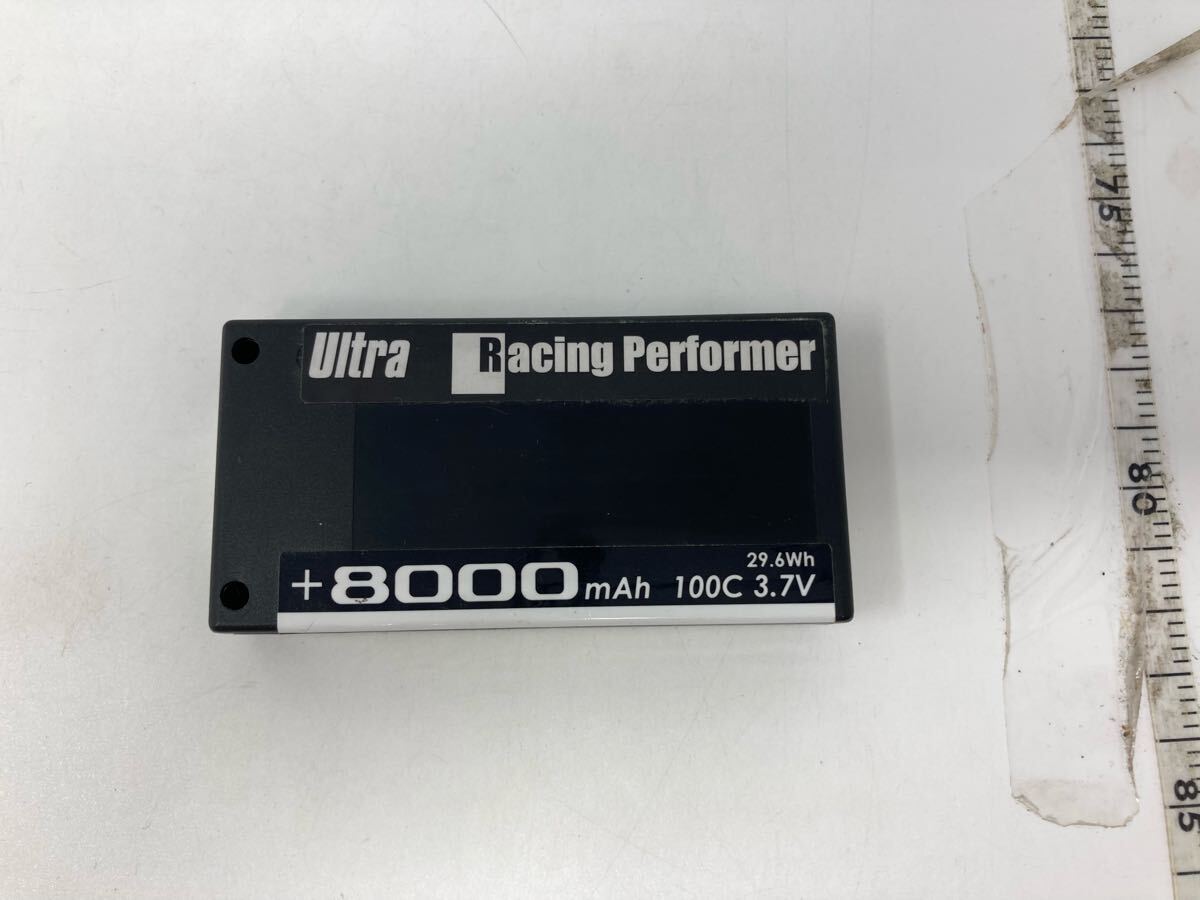 Ultra Racing Performer
29.6Wh
+8000mAh 100C 3.7V
75
80
85